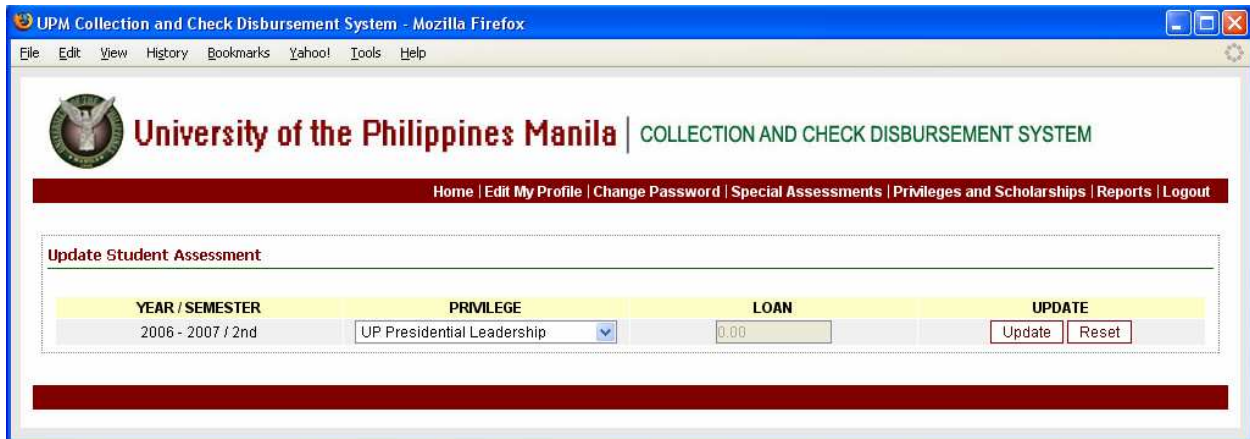 UPM Collection and Check Disbursement System - Mozilla Firefox
File Edit View History Bookmarks Yahoo! Tools Help
University of the Philippines Manila | COLLECTION AND CHECK DISBURSEMENT SYSTEM
Home | Edit My Profile | Change Password | Special Assessments | Privileges and Scholarships | Reports | Logout
Update Student Assessment
YEAR / SEMESTER PRIVILEGE LOAN UPDATE
2006 - 2007 / 2nd UP Presidential Leadership 0.00 Update Reset